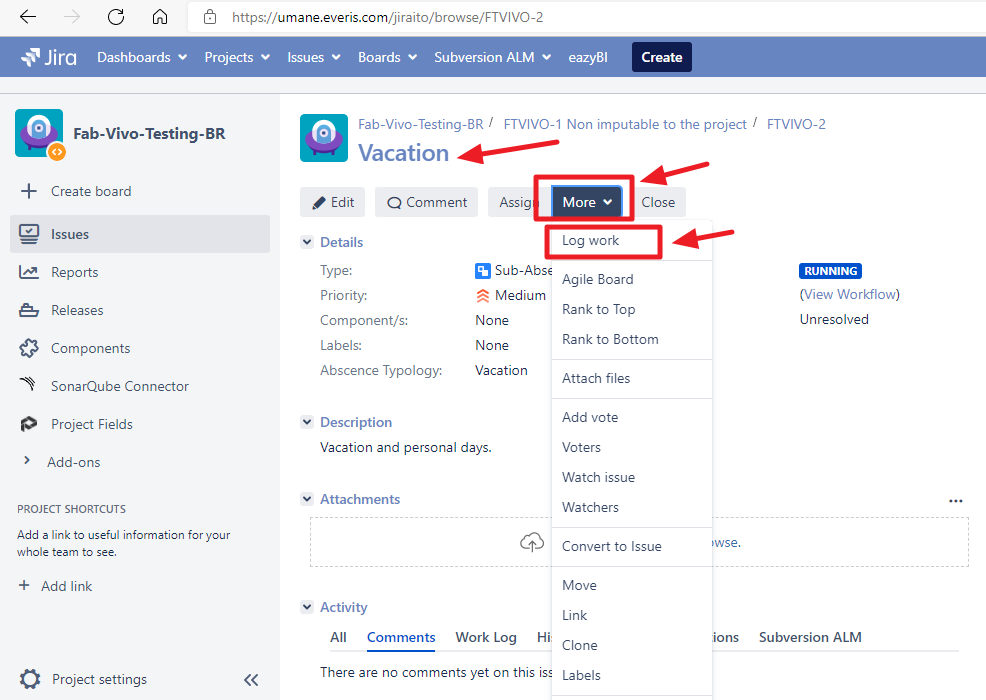 https://umane.everis.com/jiraito/browse/FTVIVO-2
Jira Dashboards Projects Issues Boards Subversion ALM eazyBI Create
Fab-Vivo-Testing-BR
Create board
Issues
Reports
Releases
Components
SonarQube Connector
Project Fields
Add-ons
PROJECT SHORTCUTS
Add a link to useful information for your
whole team to see.
+ Add link
Project settings
Fab-Vivo-Testing-BR / FTVIVO-1 Non imputable to the project / FTVIVO-2
Vacation
Edit Comment Assign More Close
Details
Type: Sub-Abse
Priority: Medium
Component/s: None
Labels: None
Abscence Typology: Vacation
RUNNING
(View Workflow)
Unresolved
Description
Vacation and personal days.
Attachments
owse.
Activity
All Comments Work Log Hi ions Subversion ALM
There are no comments yet on this iss
Log work
Agile Board
Rank to Top
Rank to Bottom
Attach files
Add vote
Voters
Watch issue
Watchers
Convert to Issue
Move
Link
Clone
Labels